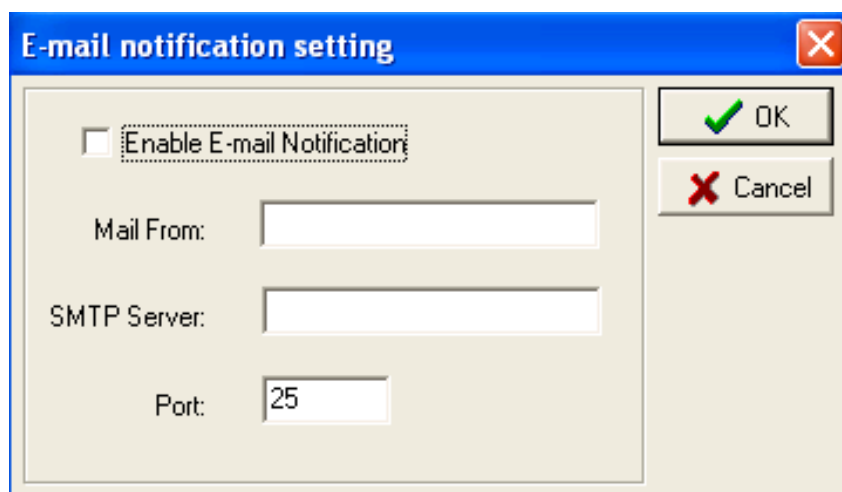 E-mail notification setting
Enable E-mail Notification
OK
Cancel
Mail From:
SMTP Server:
Port:
25